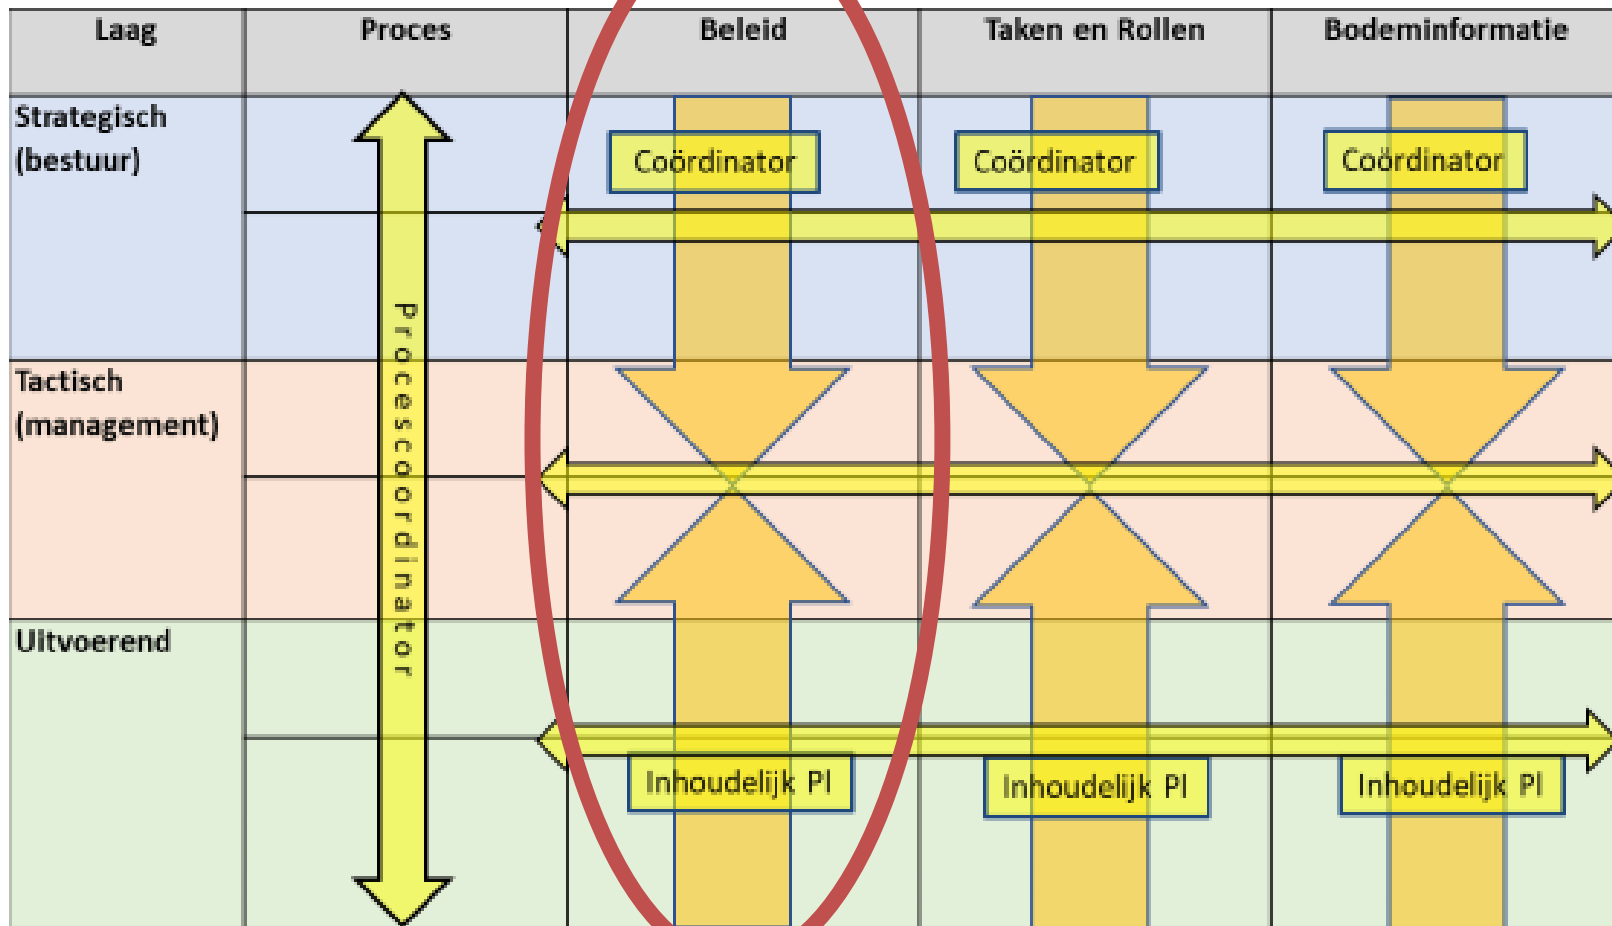 Laag Proces Beleid Taken en Rollen Bodeminformatie
Strategisch
(bestuur)
Coördinator Coördinator Coördinator
Procescoordinator
Tactisch
(management)
Uitvoerend
Inhoudelijk Pl Inhoudelijk Pl Inhoudelijk Pl